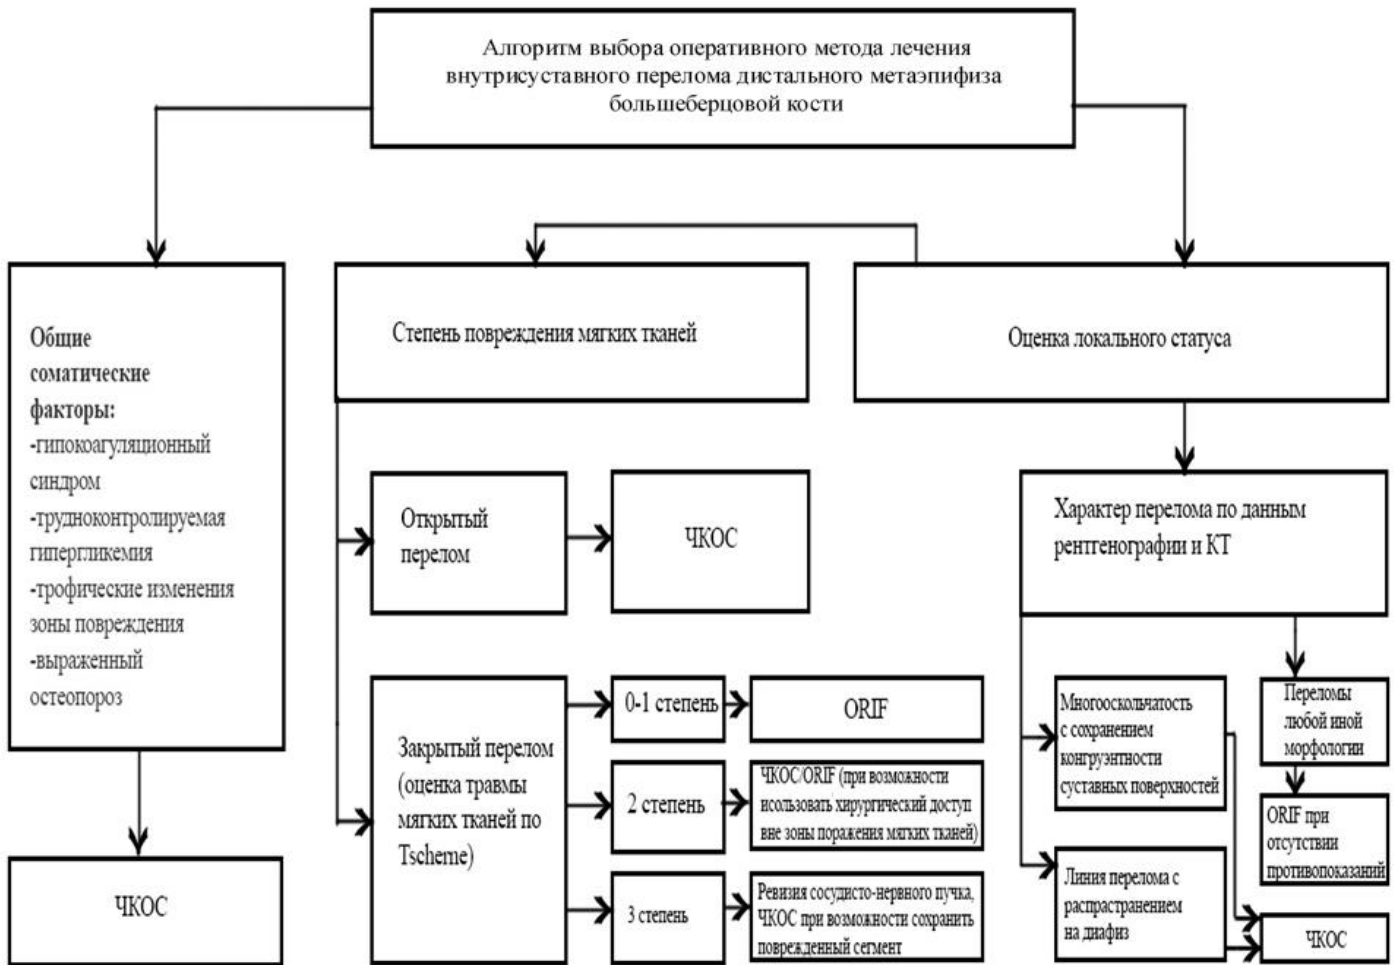 Алгоритм выбора оперативного метода лечения
внутрисуставного перелома дистального метаэпифиза
большеберцовой кости
Общие
соматические
факторы:
-гипокоагуляционный
синдром
-трудноконтролируемая
гипергликемия
-трофические изменения
зоны повреждения
-выраженный
остеопороз
ЧКОС
Степень повреждения мягких тканей
Открытый
перелом
ЧКОС
Закрытый перелом
(оценка травмы
мягких тканей по
Tscherne)
0-1 степень
ORIF
2 степень
ЧКОС/ORIF (при возможности
исользовать хирургический доступ
вне зоны поражения мягких тканей)
3 степень
Ревизия сосудисто-нервного пучка,
ЧКОС при возможности сохранить
поврежденный сегмент
Оценка локального статуса
Характер перелома по данным
рентгенографии и КТ
Многооскольчатость
с сохранением
конгруэнтности
суставных поверхностей
Линия перелома с
распрастранением
на диафиз
Переломы
любой иной
морфологии
ORIF при
отсутствии
противопоказаний
ЧКОС